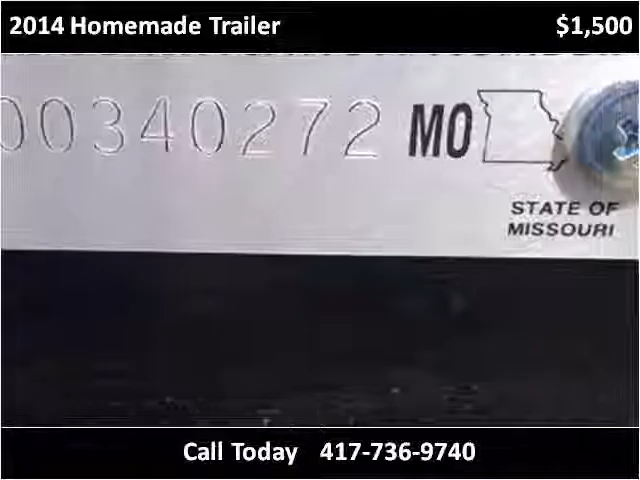 2014 Homemade Trailer $1,500
00340272 MO
STATE OF
MISSOURI
Call Today 417-736-9740